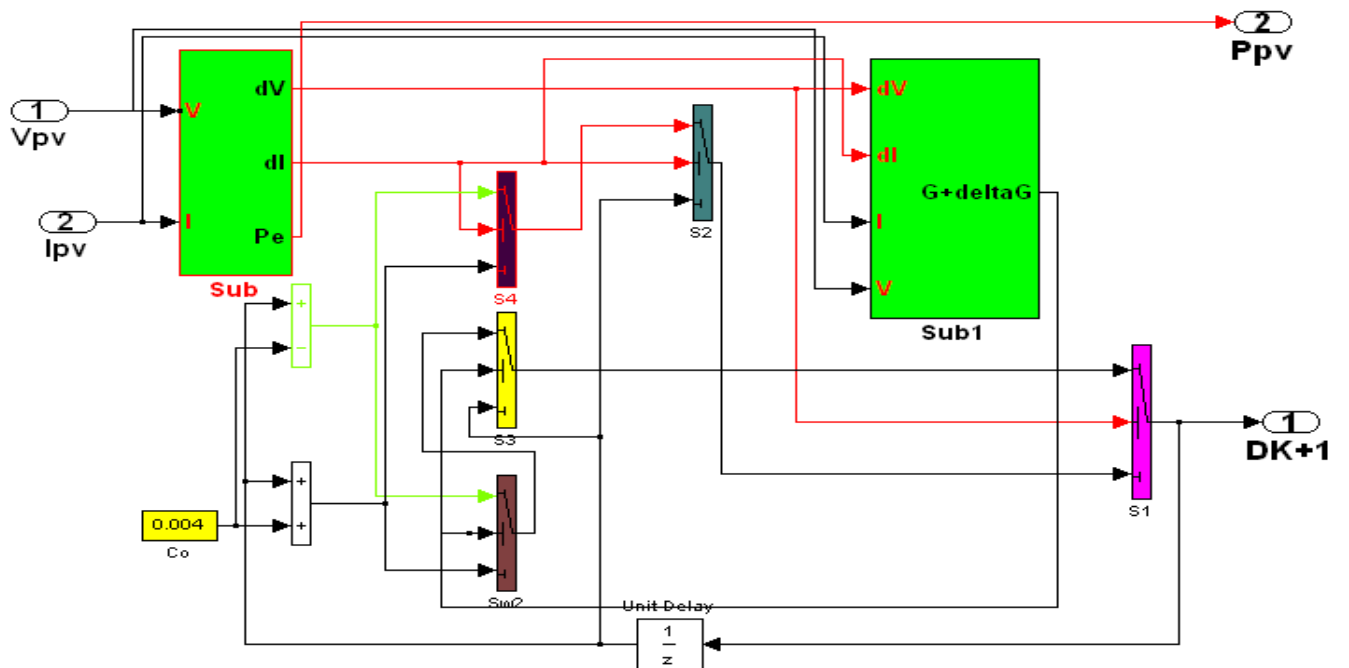 2
Ppv
1
Vpv
V
dV
dI
2
Ipv
I
Pe
Sub
dV
dI
G+deltaG
I
V
Sub1
S2
S4
+
−
S3
1
DK+1
S1
+
+
0.004
Co
Sw2
Unit Delay
1
z